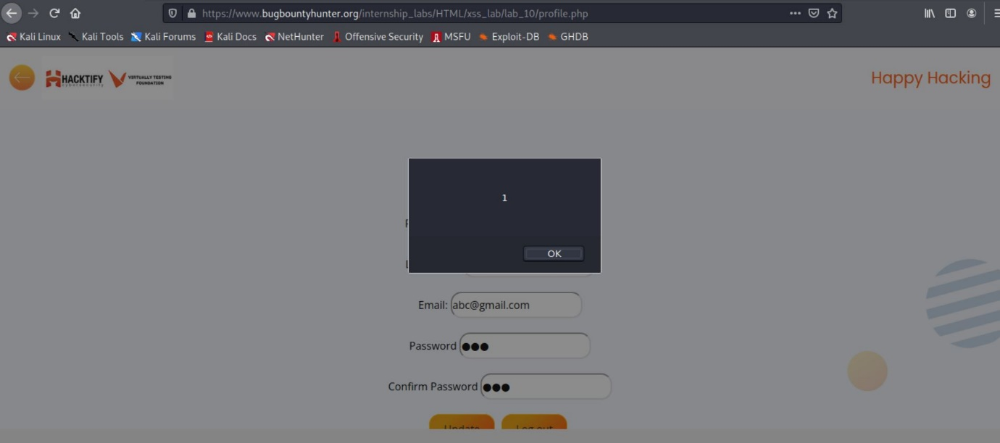 https://www.bugbountyhunter.org/internship_labs/HTML/xss_lab/lab_10/profile.php
Kali Linux Kali Tools Kali Forums Kali Docs NetHunter Offensive Security MSFU Exploit-DB GHDB
HACKTIFY
cybersecurity
VIRTUALLY TESTING
FOUNDATION
Happy Hacking
1
OK
Email: abc@gmail.com
Password ●●●
Confirm Password ●●●
Update Log out